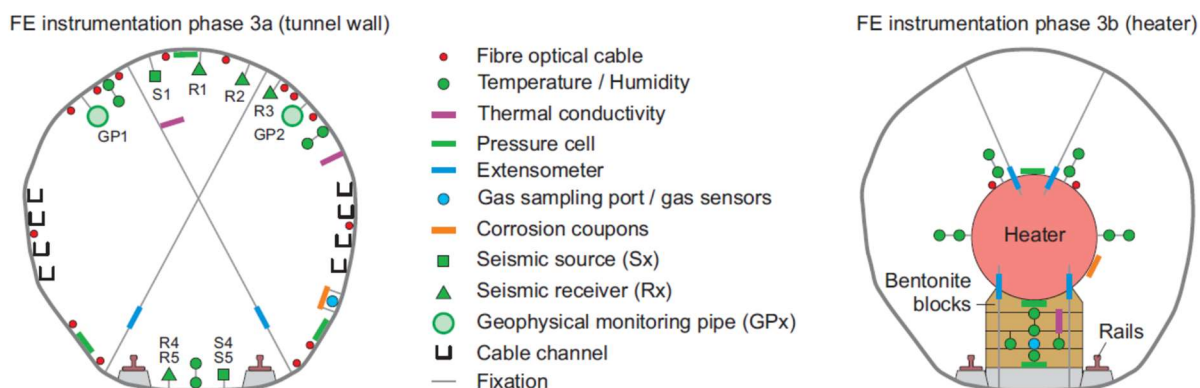 FE instrumentation phase 3a (tunnel wall)
S1
R1
R2
R3
GP1
GP2
R4
R5
S4
S5
Fibre optical cable
Temperature / Humidity
Thermal conductivity
Pressure cell
Extensometer
Gas sampling port / gas sensors
Corrosion coupons
Seismic source (Sx)
Seismic receiver (Rx)
Geophysical monitoring pipe (GPx)
Cable channel
Fixation
FE instrumentation phase 3b (heater)
Heater
Bentonite
blocks
Rails